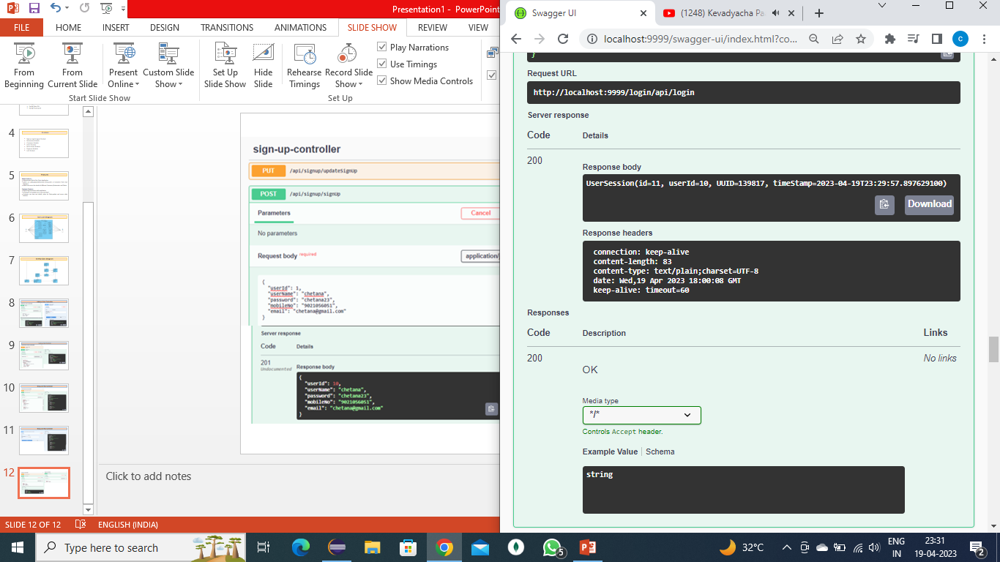 Presentation1 - PowerPoint
FILE
HOME
INSERT
DESIGN
TRANSITIONS
ANIMATIONS
SLIDE SHOW
REVIEW
VIEW
From
Beginning
From
Current Slide
Present
Online
Custom Slide
Show
Start Slide Show
Set Up
Slide Show
Hide
Slide
Rehearse
Timings
Record Slide
Show
Play Narrations
Use Timings
Show Media Controls
Set Up
4
5
6
7
8
9
10
11
12
sign-up-controller
PUT /api/signup/updateSignUp
POST /api/signup/signUp
Parameters
Cancel
No parameters
Request body required
application/
{
"userId": 1,
"userName": "chetana",
"password": "chetana23",
"mobileNo": "9021056051",
"email": "chetana@gmail.com"
}
Server response
Code Details
201
Undocumented
Response body
{
"userId": 10,
"userName": "chetana",
"password": "chetana23",
"mobileNo": "9021056051",
"email": "chetana@gmail.com"
}
Click to add notes
SLIDE 12 OF 12
ENGLISH (INDIA)
Swagger UI
(1248) Kevadyacha Pa
localhost:9999/swagger-ui/index.html?co...
c
}
Request URL
http://localhost:9999/login/api/login
Server response
Code Details
200
Response body
UserSession(id=11, userId=10, UUID=139817, timeStamp=2023-04-19T23:29:57.897629100)
Download
Response headers
connection: keep-alive
content-length: 83
content-type: text/plain;charset=UTF-8
date: Wed,19 Apr 2023 18:00:08 GMT
keep-alive: timeout=60
Responses
Code Description Links
200 No links
OK
Media type
*/*
Controls Accept header.
Example Value | Schema
string
Type here to search
5
32°C
ENG
IN
23:31
19-04-2023
2